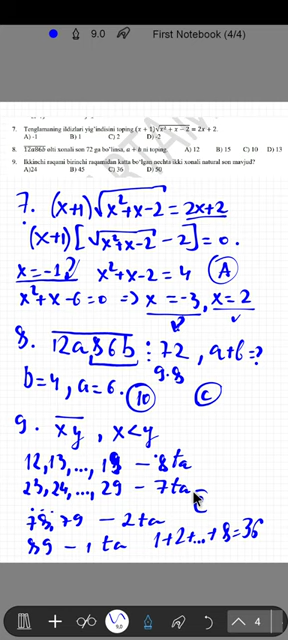 9.0 First Notebook (4/4)
7. Tenglamaning ildizlari yig'indisini toping (x + 1)√x² + x − 2 = 2x + 2.
A) -1 B) 1 C) 2 D) -2
8. 12a86b olti xonali son 72 ga bo'linsa, a + b ni toping. A) 12 B) 15 C) 10 D) 13
9. Ikkinchi raqami birinchi raqamidan katta bo'lgan nechta ikki xonali natural son mavjud?
A)24 B) 45 C) 36 D) 50
7. (x+1)√x²+x-2 = 2x+2
(x+1)[√x²+x-2 - 2] = 0.
x = -1, x²+x-2 = 4 A
x²+x-6=0 => x = -3, x = 2
8. 12a86b : 72, a+b=?
9.8
b=4, a=6. 10 C
9. xy, x<y
12,13,..., 19 - 8 ta
23,24,..., 29 - 7 ta
78,79 - 2 ta
89 - 1 ta 1+2+...+8=36
9.0 4